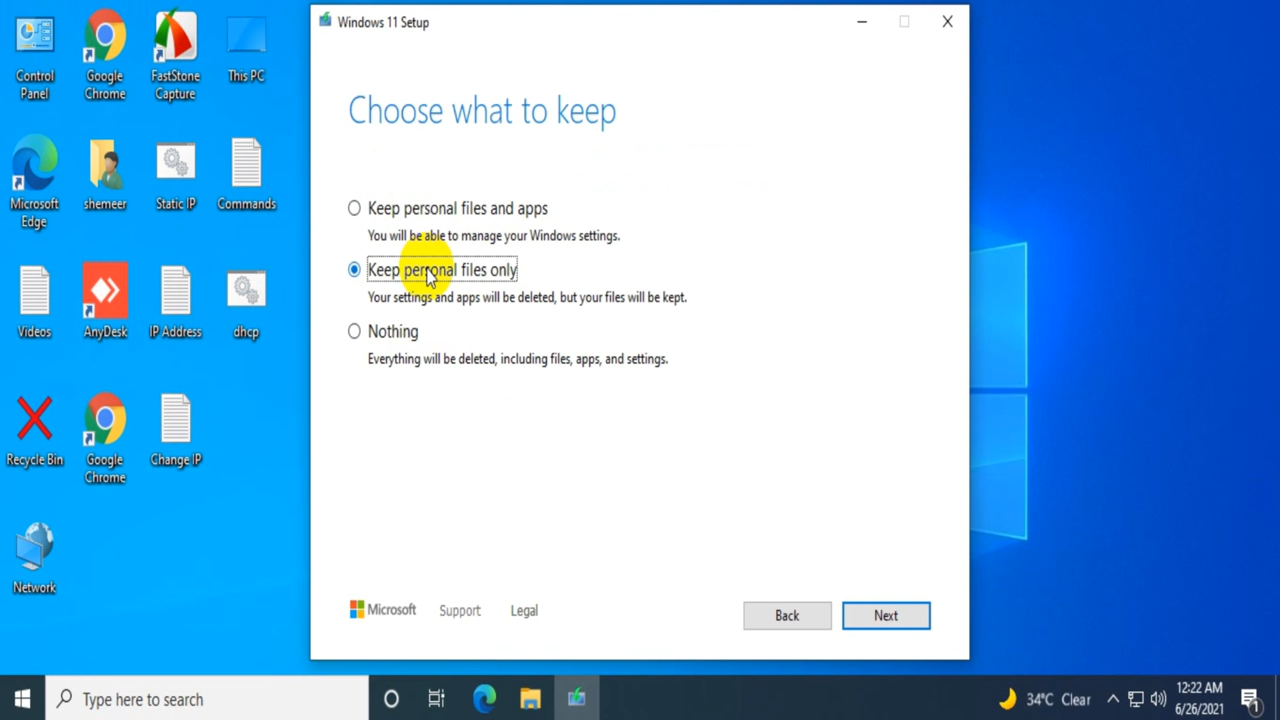 Control
Panel
Google
Chrome
FastStone
Capture
This PC
Microsoft
Edge
shemeer
Static IP
Commands
Videos
AnyDesk
IP Address
dhcp
Recycle Bin
Google
Chrome
Change IP
Network
Windows 11 Setup
Choose what to keep
Keep personal files and apps
You will be able to manage your Windows settings.
Keep personal files only
Your settings and apps will be deleted, but your files will be kept.
Nothing
Everything will be deleted, including files, apps, and settings.
Microsoft
Support
Legal
Back
Next
Type here to search
34°C Clear
12:22 AM
6/26/2021
1